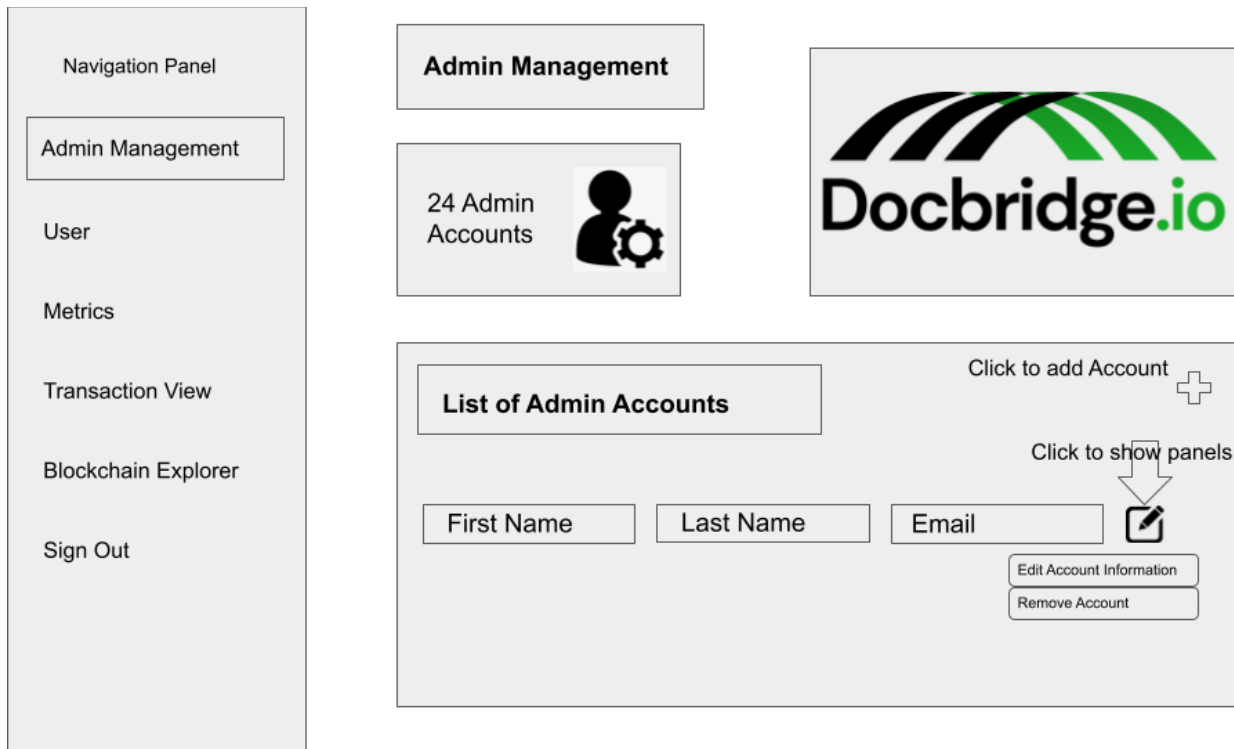 Navigation Panel
Admin Management
User
Metrics
Transaction View
Blockchain Explorer
Sign Out
Admin Management
24 Admin
Accounts
Docbridge.io
List of Admin Accounts
Click to add Account
Click to show panels
First Name
Last Name
Email
Edit Account Information
Remove Account